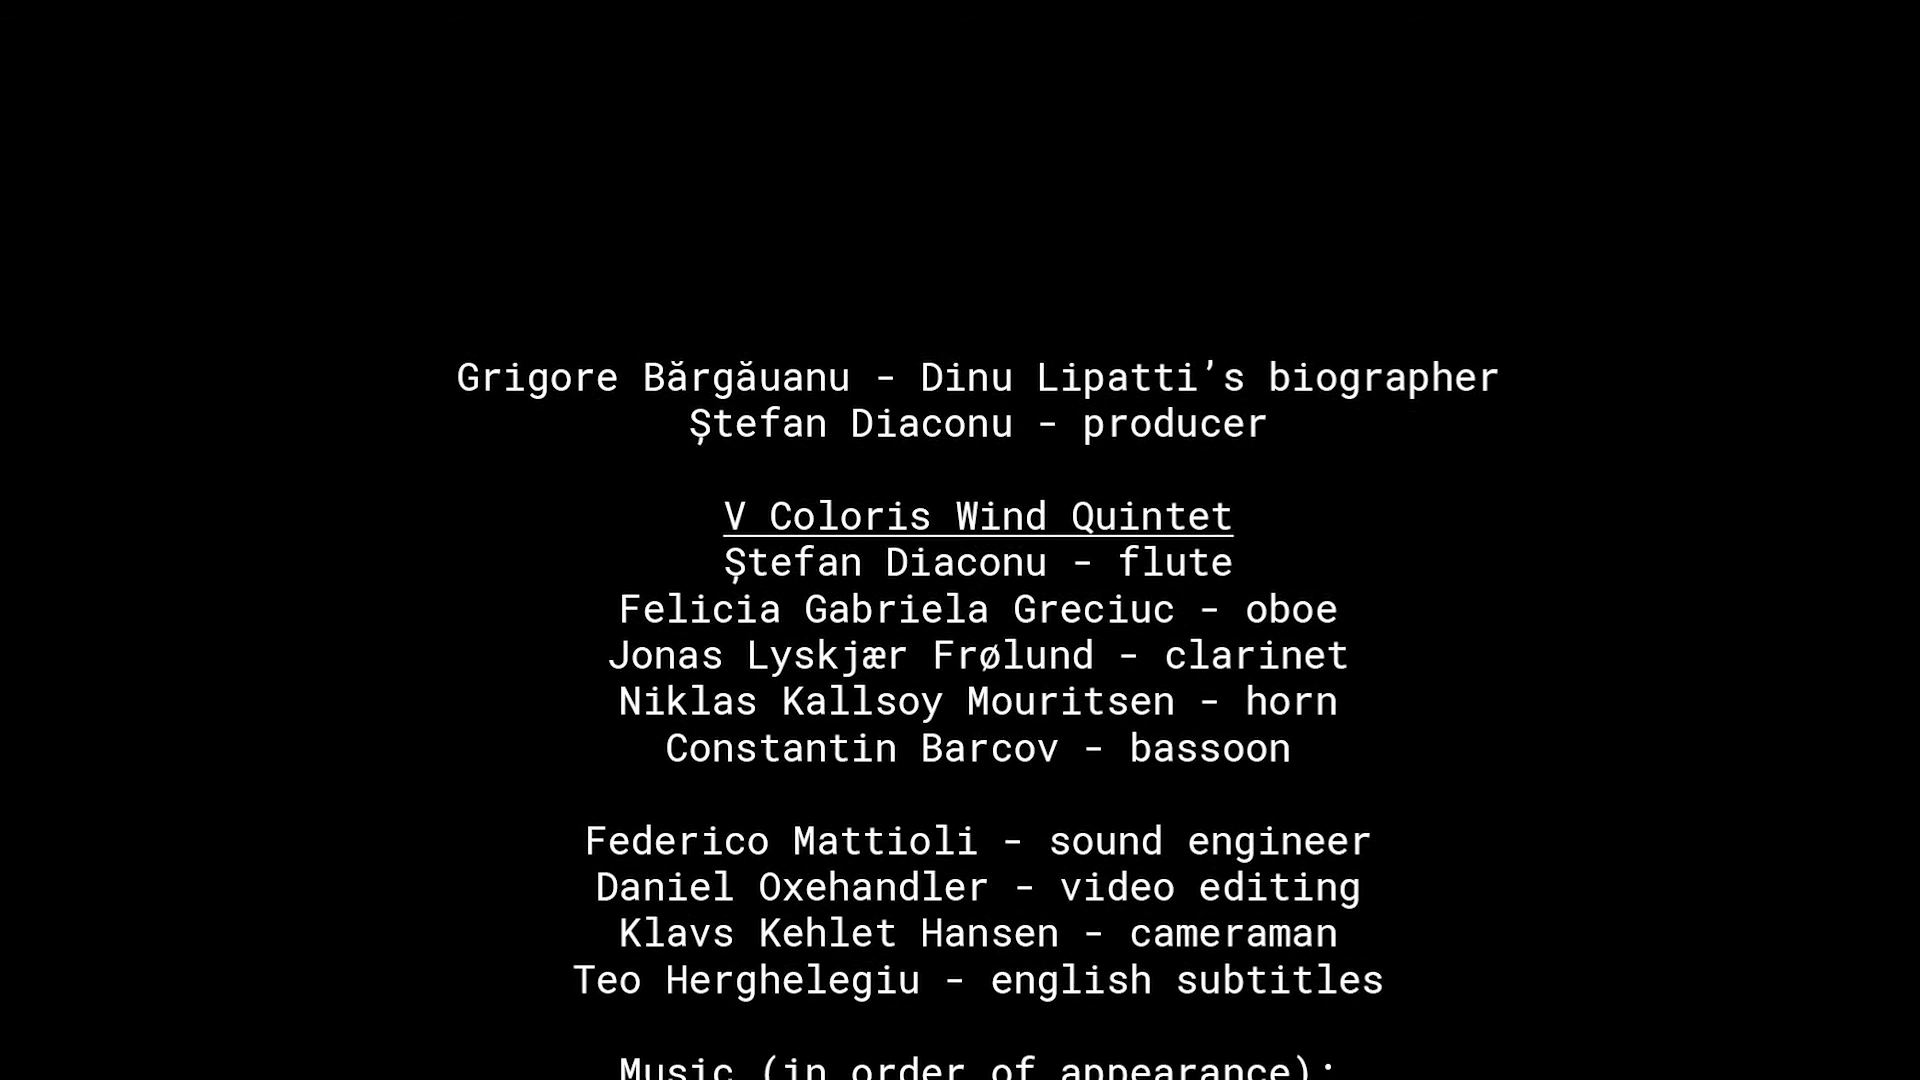 Grigore Bărgăuanu - Dinu Lipatti’s biographer
Ștefan Diaconu - producer
V Coloris Wind Quintet
Ștefan Diaconu - flute
Felicia Gabriela Greciuc - oboe
Jonas Lyskjær Frølund - clarinet
Niklas Kallsoy Mouritsen - horn
Constantin Barcov - bassoon
Federico Mattioli - sound engineer
Daniel Oxehandler - video editing
Klavs Kehlet Hansen - cameraman
Teo Herghelegiu - english subtitles
Music (in order of appearance):